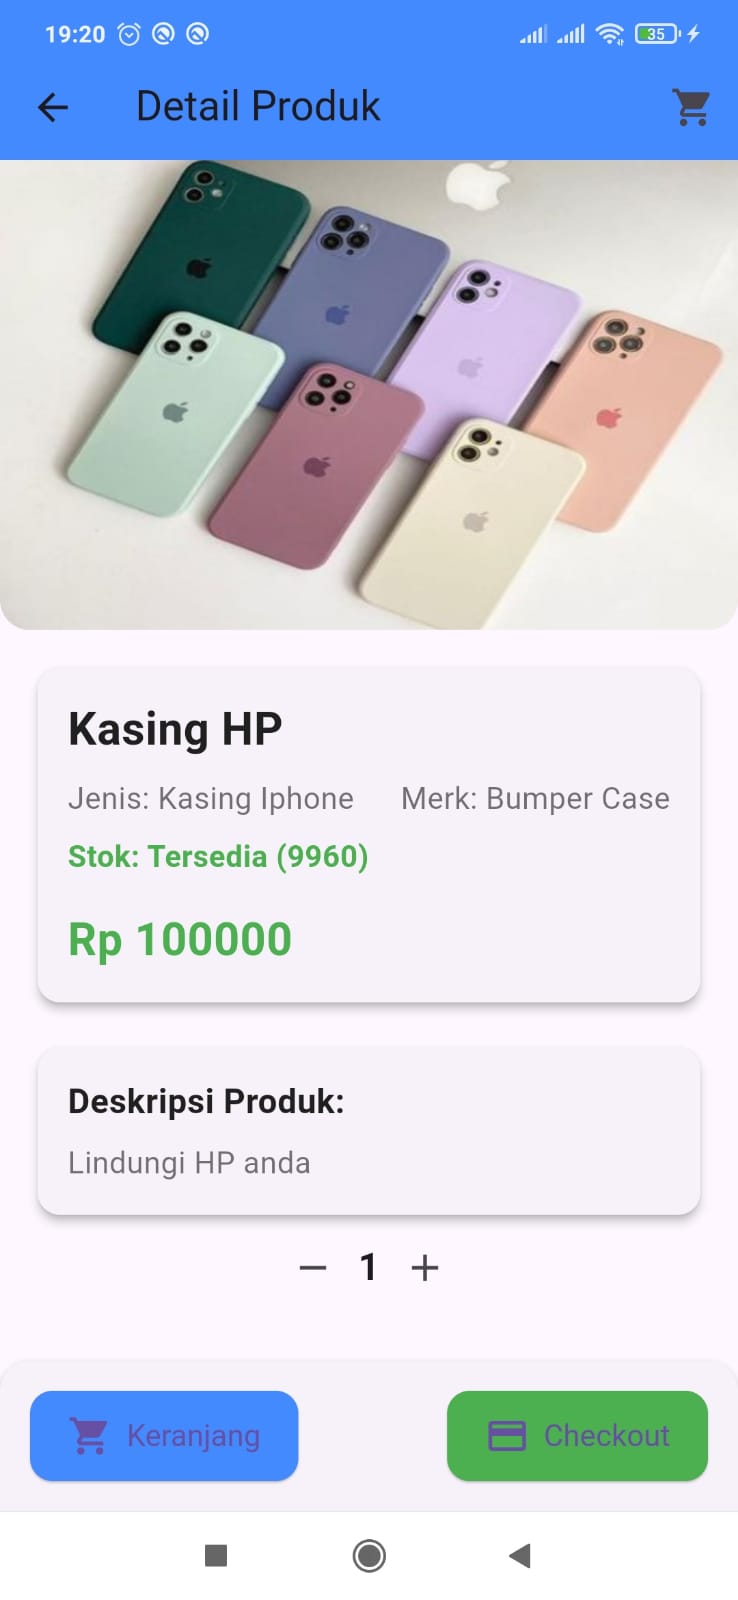 19:20
35
Detail Produk
Kasing HP
Jenis: Kasing Iphone Merk: Bumper Case
Stok: Tersedia (9960)
Rp 100000
Deskripsi Produk:
Lindungi HP anda
1
Keranjang Checkout